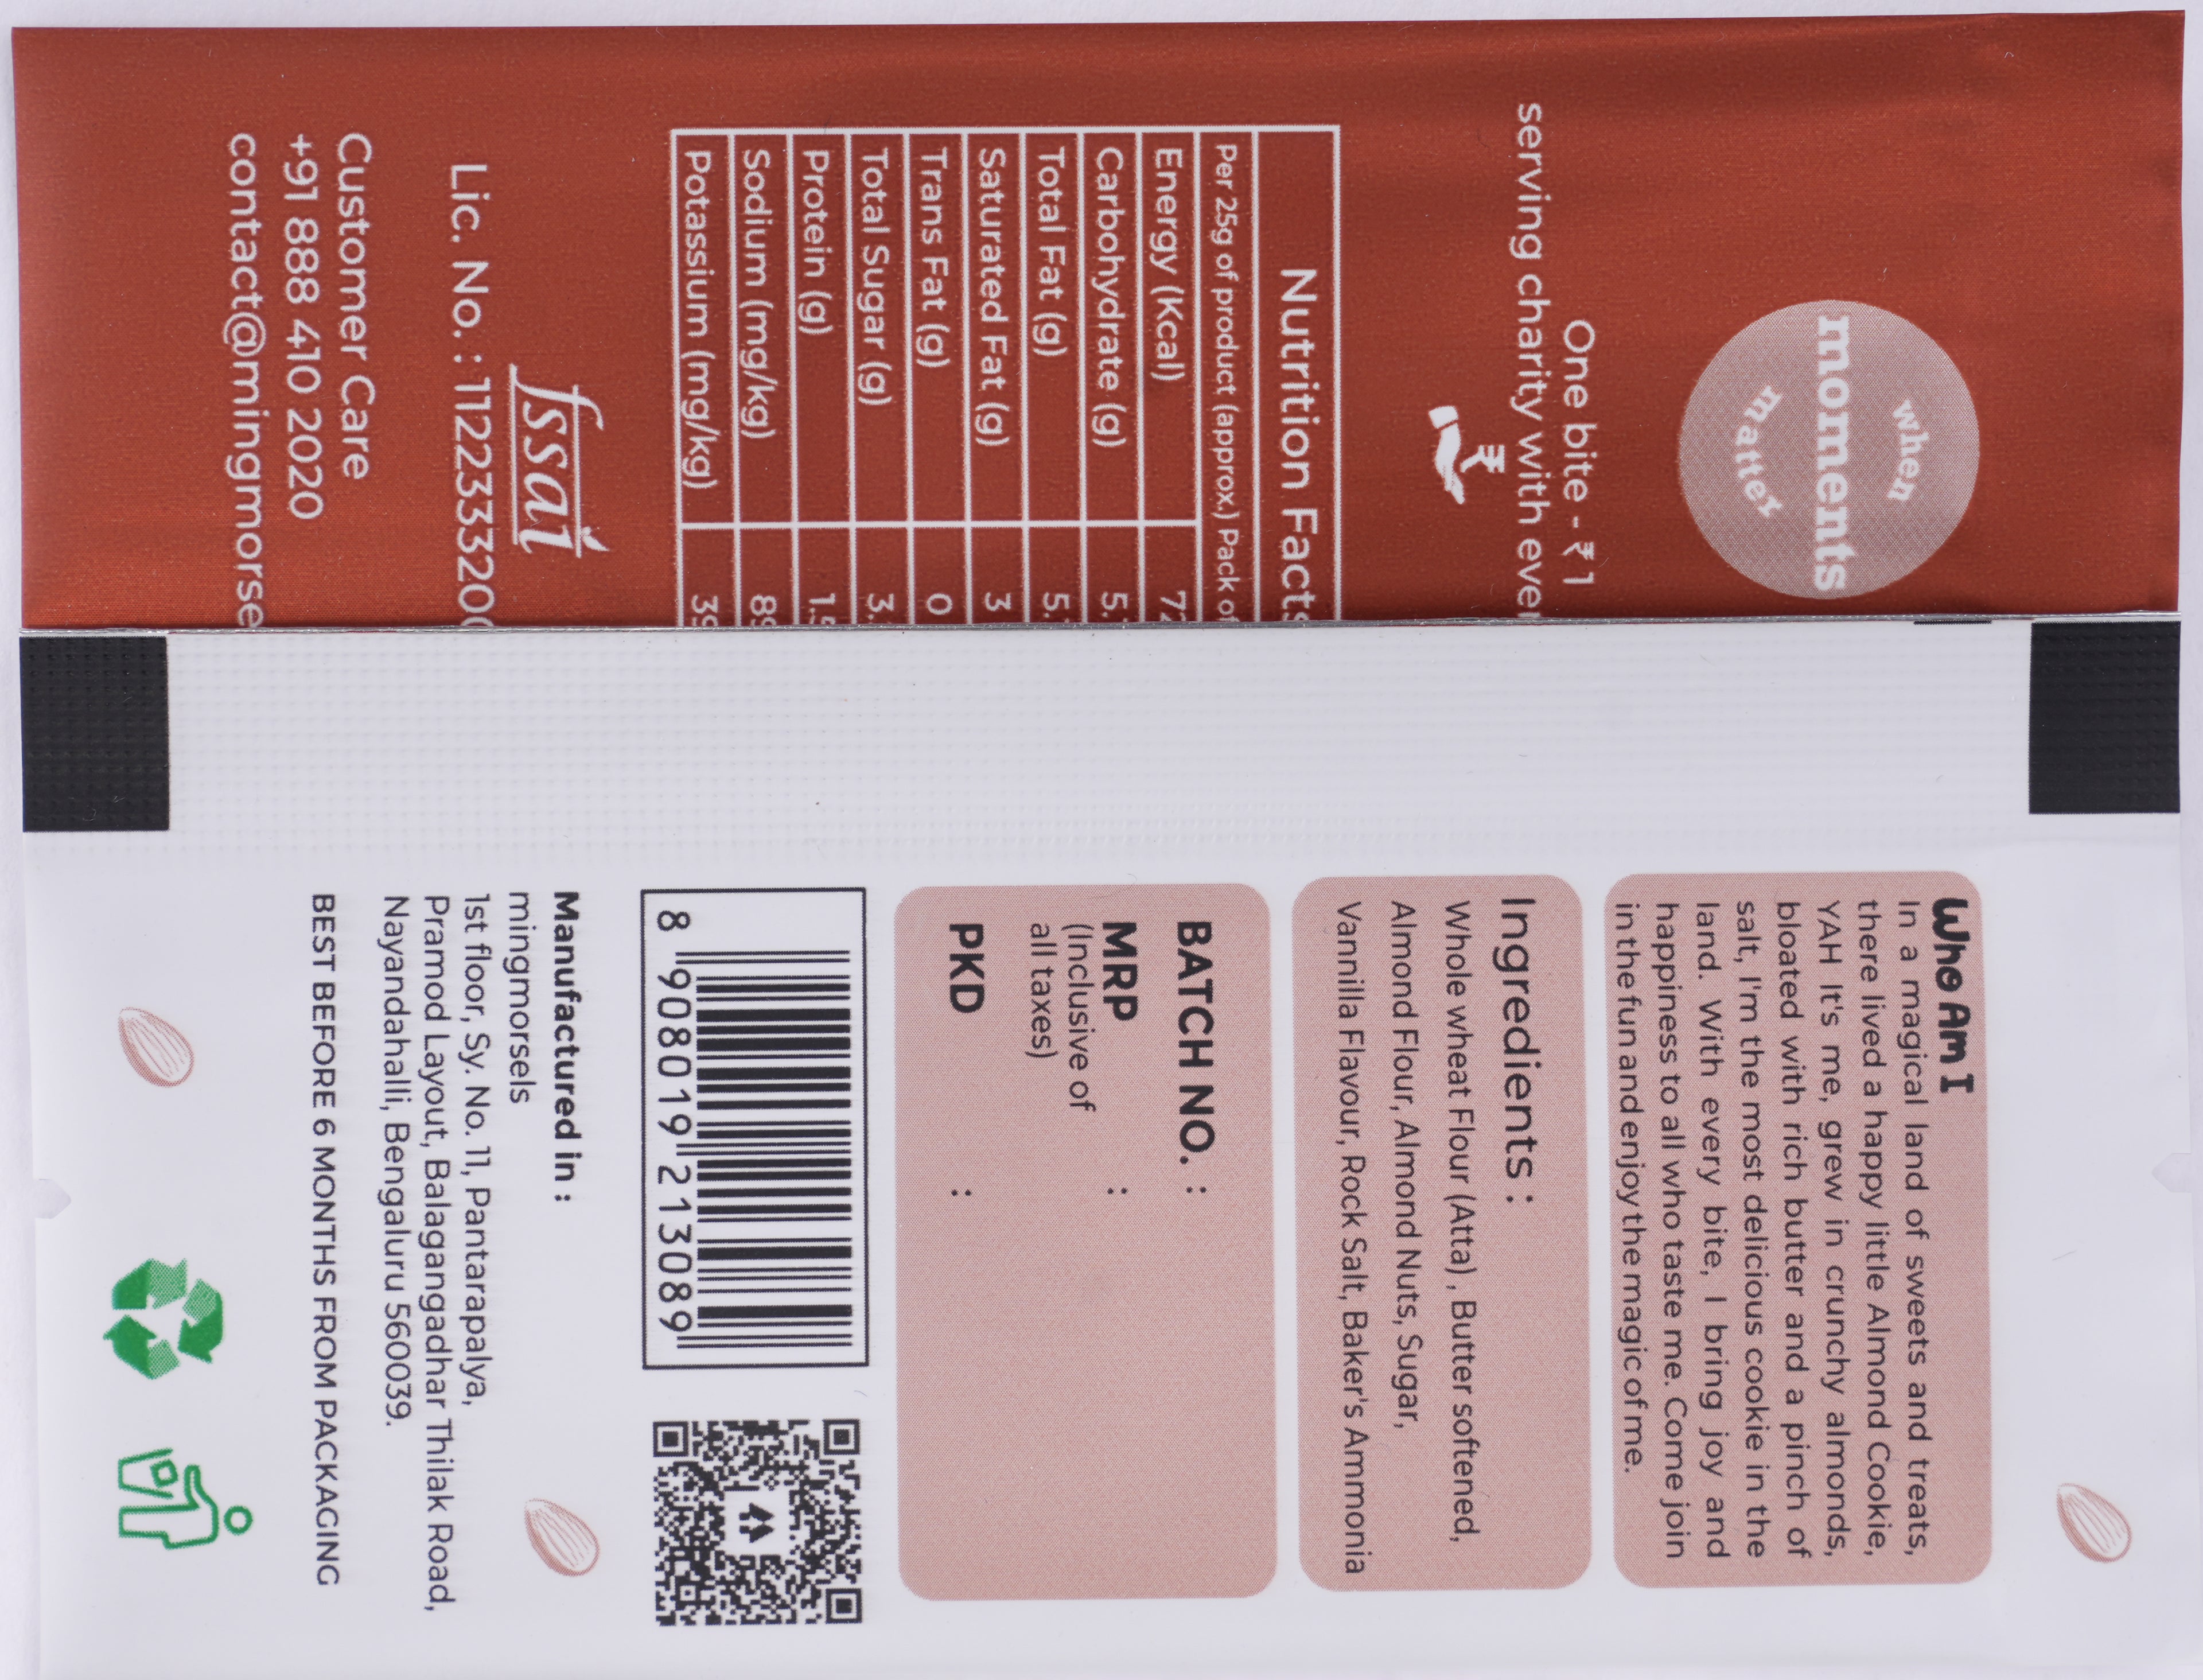 when
moments
matter
One bite - ₹ 1
serving charity with
₹
Nutrition Facts
Per 25g of product (approx.) Pack of
Energy (Kcal)
Carbohydrate (g)
Total Fat (g)
Saturated Fat (g)
Trans Fat (g) 0
Total Sugar (g)
Protein (g)
Sodium (mg/kg)
Potassium (mg/kg)
fssai
Lic. No. :
Customer Care
+91 888 410 2020
Who Am I
In a magical land of sweets and treats,
there lived a happy little Almond Cookie,
YAH It's me, grew in crunchy almonds,
bloated with rich butter and a pinch of
salt, I'm the most delicious cookie in the
land. With every bite, I bring joy and
happiness to all who taste me. Come join
in the fun and enjoy the magic of me.
Ingredients :
Whole wheat Flour (Atta) , Butter softened,
Almond Flour, Almond Nuts, Sugar,
Vannilla Flavour, Rock Salt, Baker's Ammonia
BATCH NO. :
MRP :
(Inclusive of
all taxes)
PKD :
8 908019 213089
Manufactured in :
mingmorsels
1st floor, Sy. No. 11, Pantarapalya,
Pramod Layout, Balagangadhar Thilak Road,
Nayandahalli, Bengaluru 560039.
BEST BEFORE 6 MONTHS FROM PACKAGING